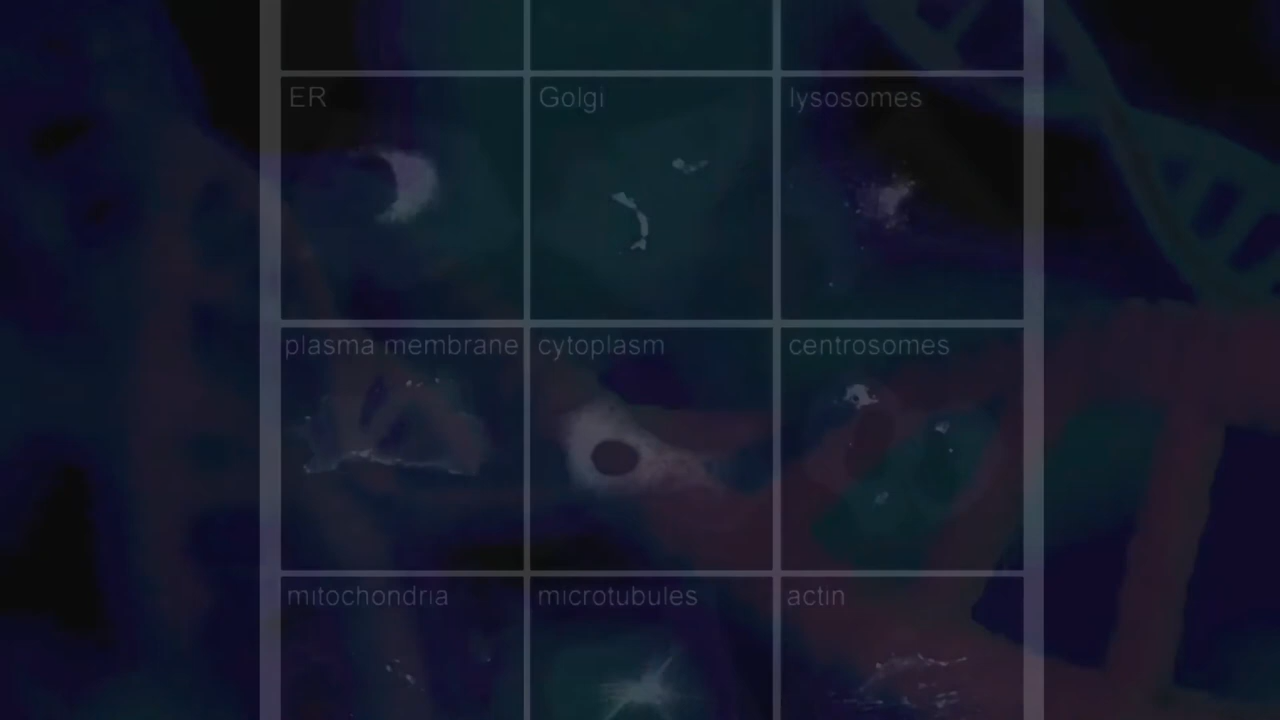 ER
Golgi
lysosomes
plasma membrane
cytoplasm
centrosomes
mitochondria
microtubules
actin